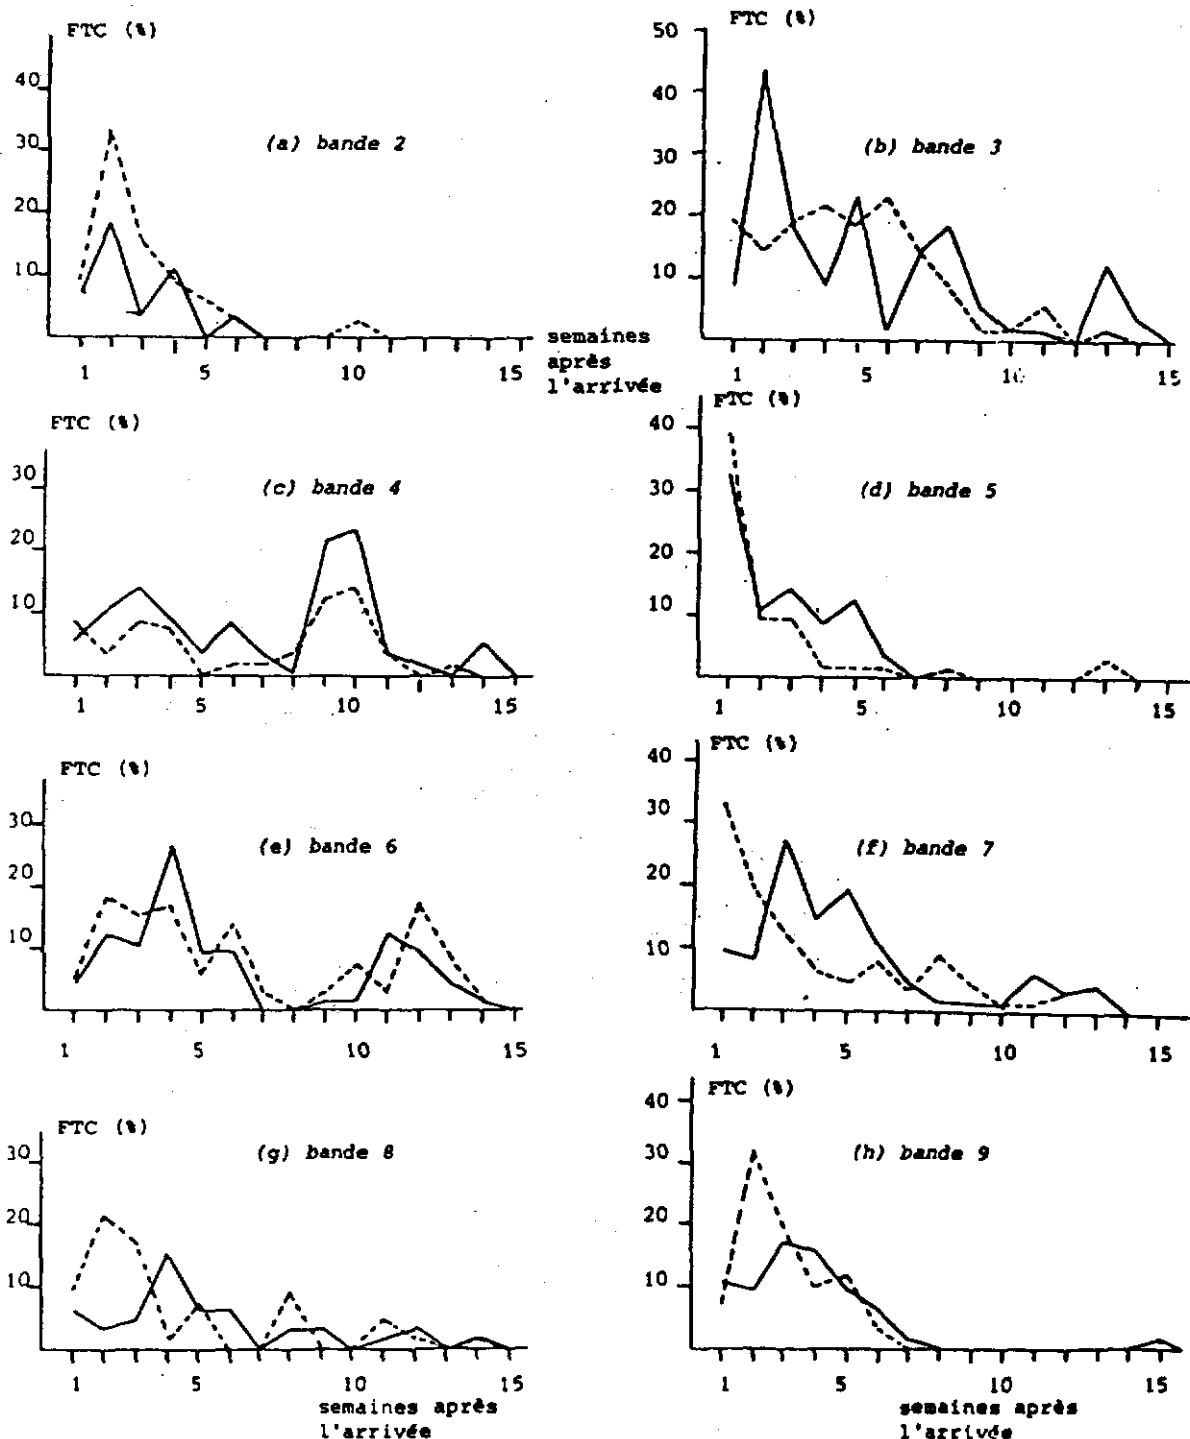 FTC (%)
40
30
20
10
(a) bande 2
1 5 10 15
semaines
après
l'arrivée
FTC (%)
50
40
30
20
10
(b) bande 3
1 5 10 15
FTC (%)
30
20
10
(c) bande 4
1 5 10 15
FTC (%)
40
30
20
10
(d) bande 5
1 5 10 15
FTC (%)
30
20
10
(e) bande 6
1 5 10 15
FTC (%)
40
30
20
10
(f) bande 7
1 5 10 15
FTC (%)
30
20
10
(g) bande 8
1 5 10 15
semaines après
l'arrivée
FTC (%)
40
30
20
10
(h) bande 9
1 5 10 15
semaines après
l'arrivée